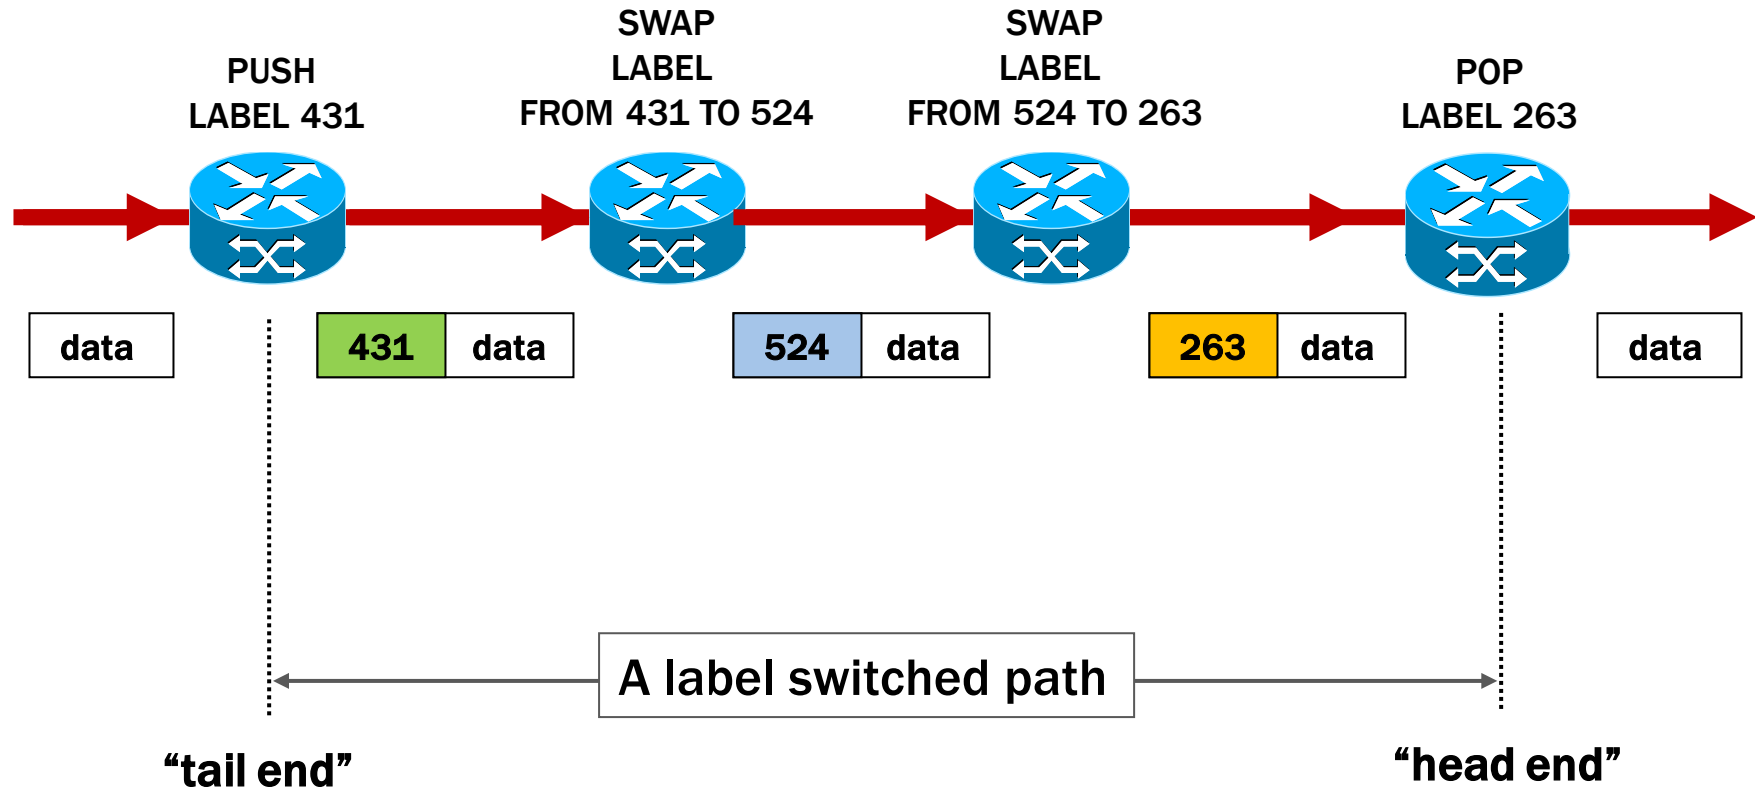 PUSH
LABEL 431
SWAP
LABEL
FROM 431 TO 524
SWAP
LABEL
FROM 524 TO 263
POP
LABEL 263
data
431 data
524 data
263 data
data
A label switched path
“tail end”
“head end”